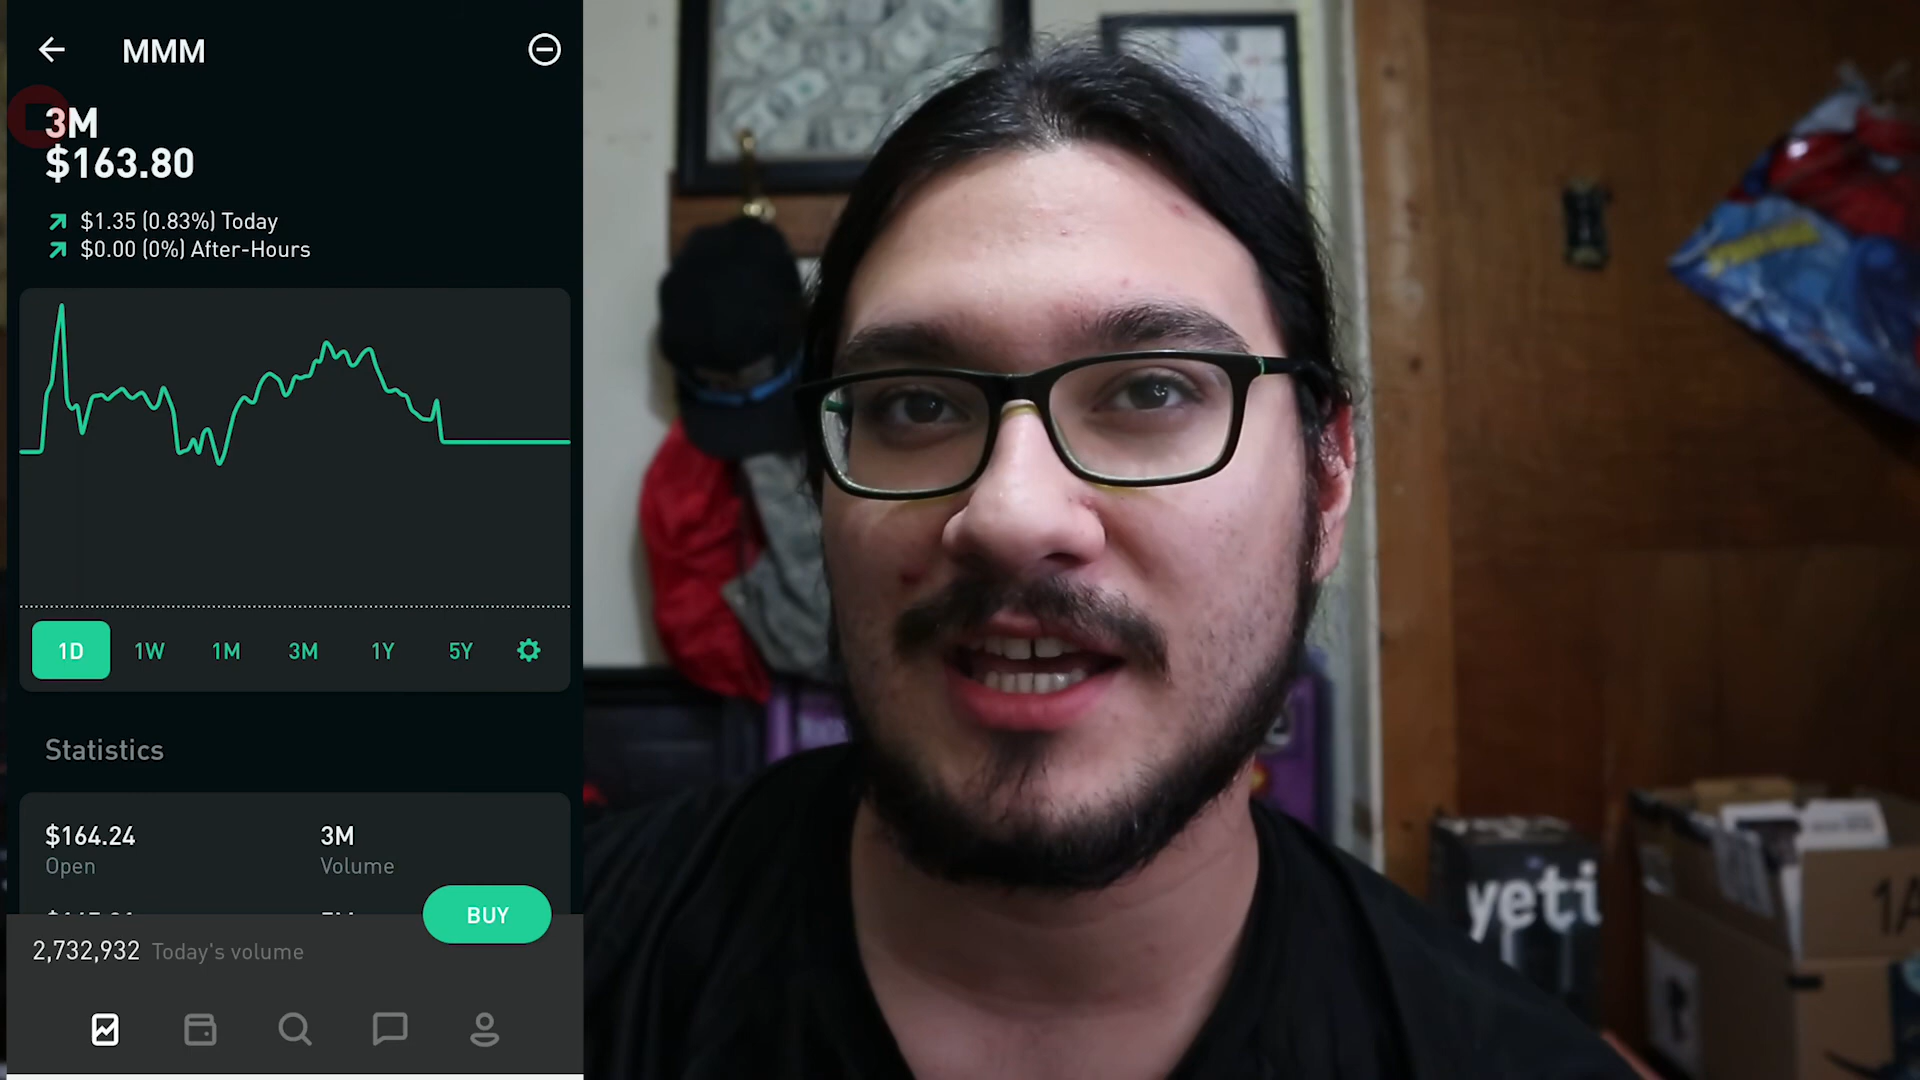 MMM
3M
$163.80
$1.35 (0.83%) Today
$0.00 (0%) After-Hours
1D 1W 1M 3M 1Y 5Y
Statistics
$164.24 3M
Open Volume
BUY
2,732,932 Today's volume
yeti
1A